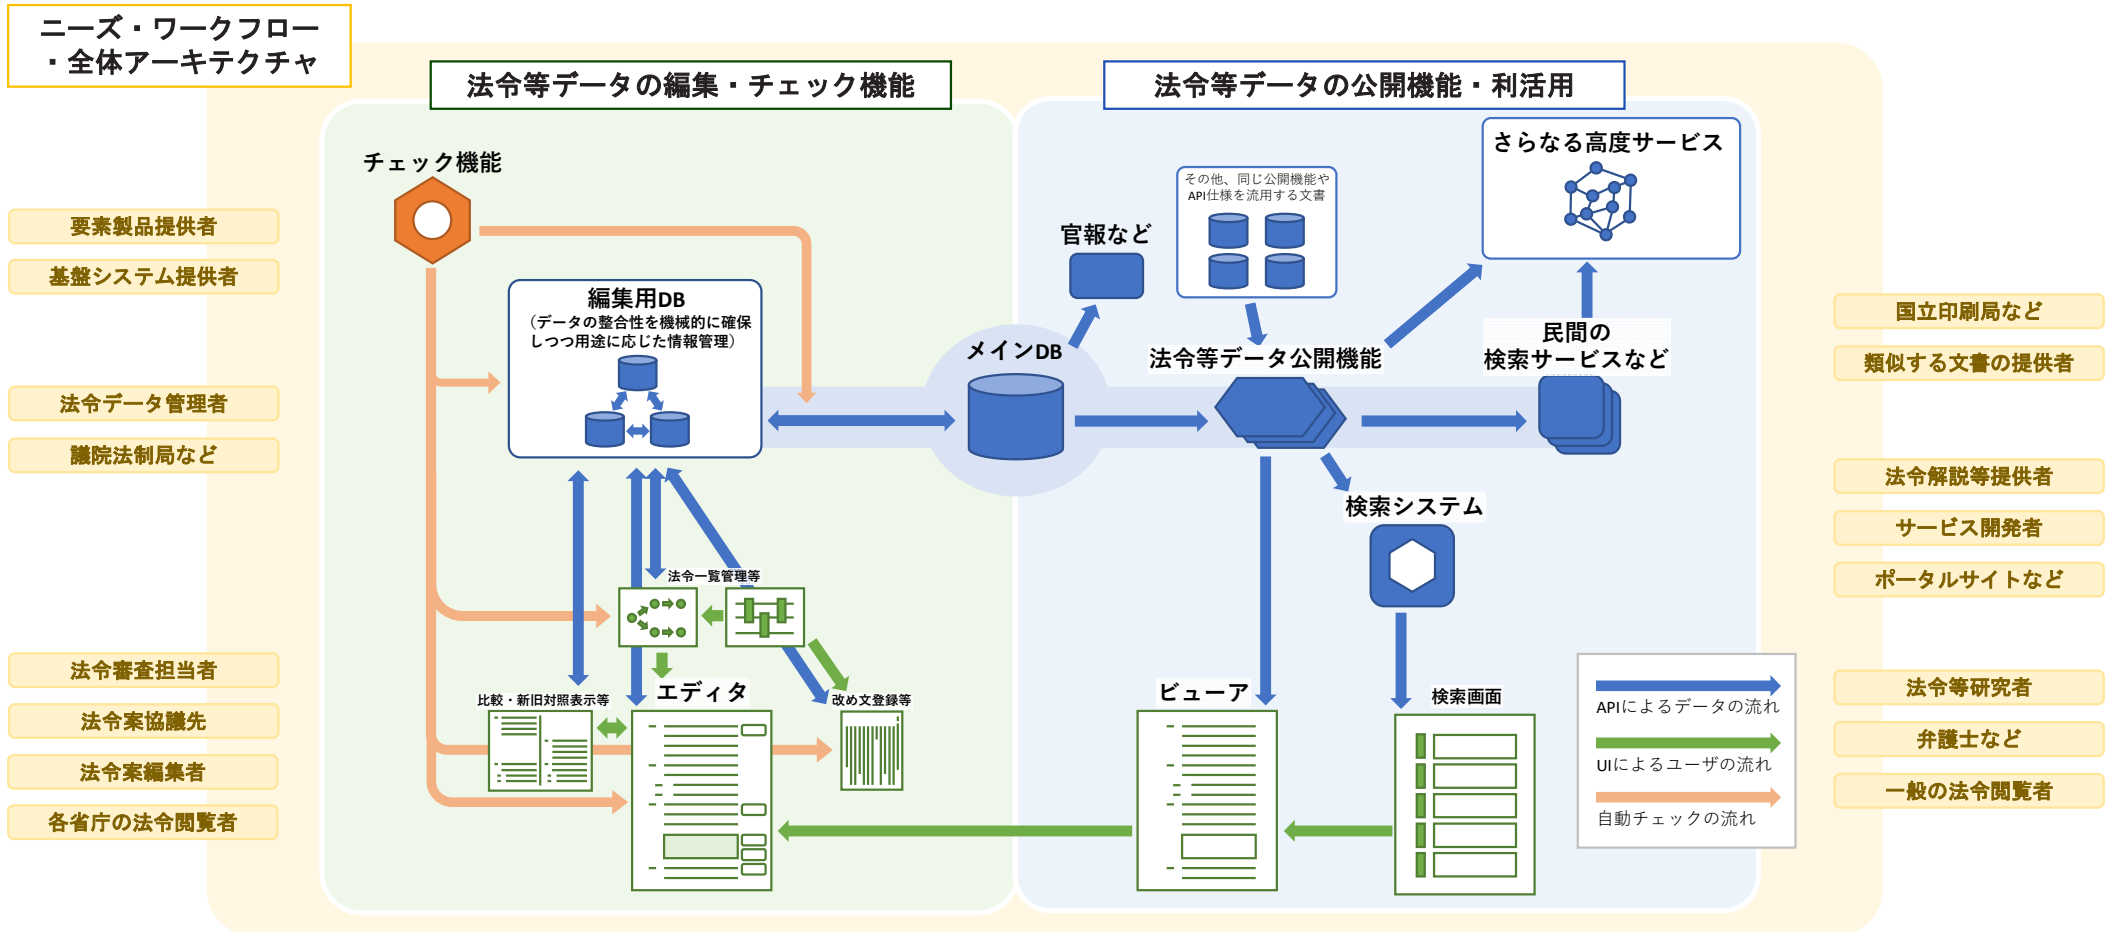 ニーズ・ワークフロー
・全体アーキテクチャ
法令等データの編集・チェック機能
法令等データの公開機能・利活用
チェック機能
要素製品提供者
基盤システム提供者
法令データ管理者
議院法制局など
法令審査担当者
法令案協議先
法令案編集者
各省庁の法令閲覧者
編集用DB
（データの整合性を機械的に確保
しつつ用途に応じた情報管理）
メインDB
法令一覧管理等
比較・新旧対照表示等
エディタ
改め文登録等
官報など
その他、同じ公開機能や
API仕様を流用する文書
さらなる高度サービス
法令等データ公開機能
民間の
検索サービスなど
検索システム
ビューア
検索画面
APIによるデータの流れ
UIによるユーザの流れ
自動チェックの流れ
国立印刷局など
類似する文書の提供者
法令解説等提供者
サービス開発者
ポータルサイトなど
法令等研究者
弁護士など
一般の法令閲覧者